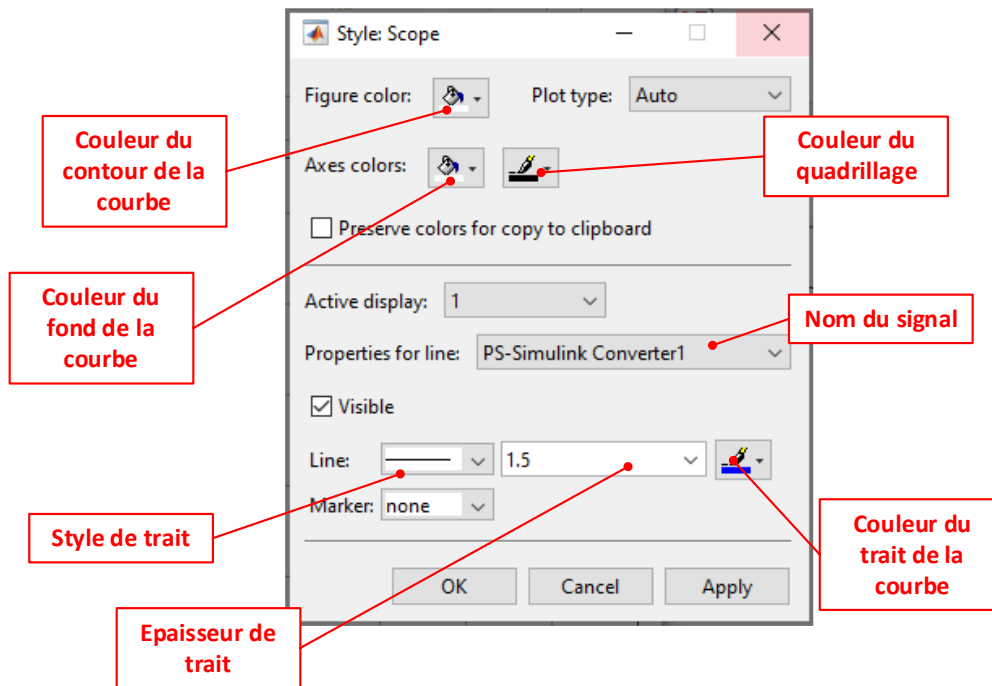 Style: Scope
Figure color:
Plot type: Auto
Couleur du
contour de la
courbe
Couleur du
quadrillage
Axes colors:
Preserve colors for copy to clipboard
Couleur du
fond de la
courbe
Active display: 1
Nom du signal
Properties for line: PS-Simulink Converter1
Visible
Line: 1.5
Marker: none
Style de trait
Couleur du
trait de la
courbe
OK
Cancel
Apply
Epaisseur de
trait